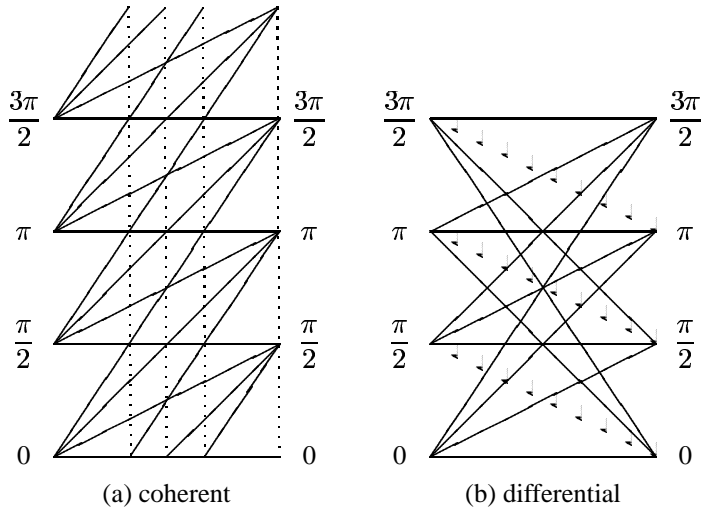 3π/2 3π/2 3π/2 3π/2
π π π π
π/2 π/2 π/2 π/2
0 0 0 0
(a) coherent (b) differential